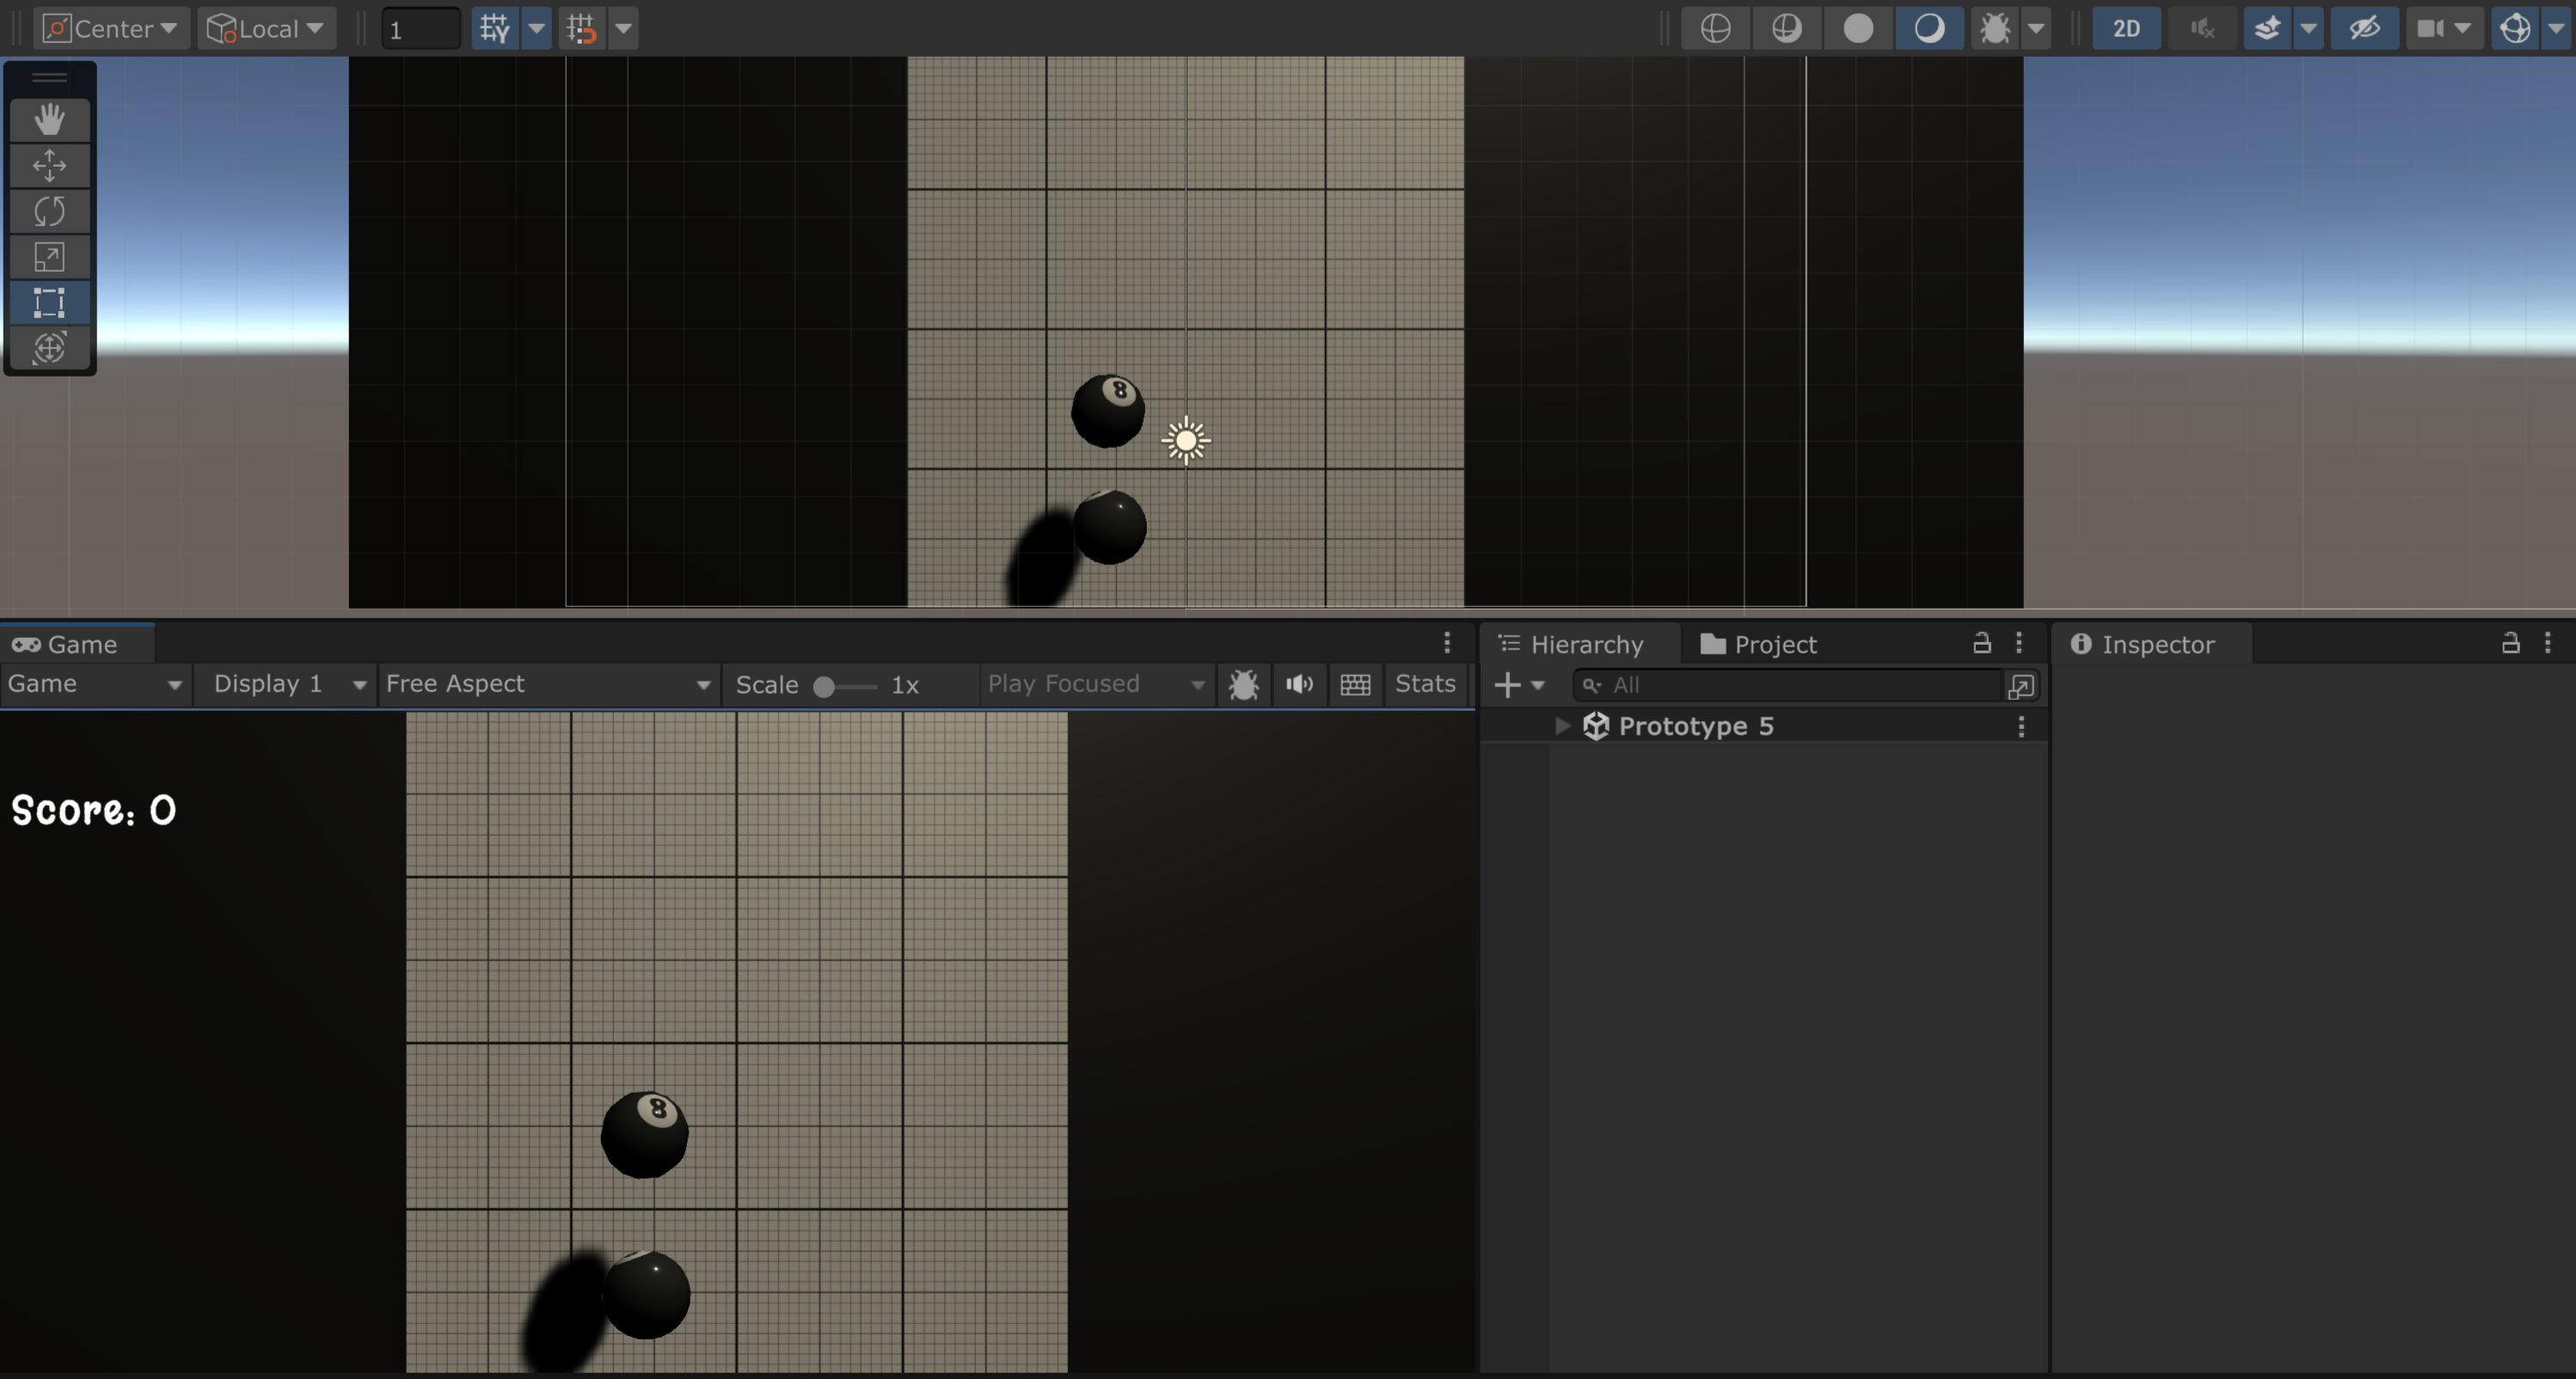 Center Local 1 2D
8
Game
Hierarchy Project Inspector
Game Display 1 Free Aspect Scale 1x Play Focused Stats All
Prototype 5
Score: 0
8